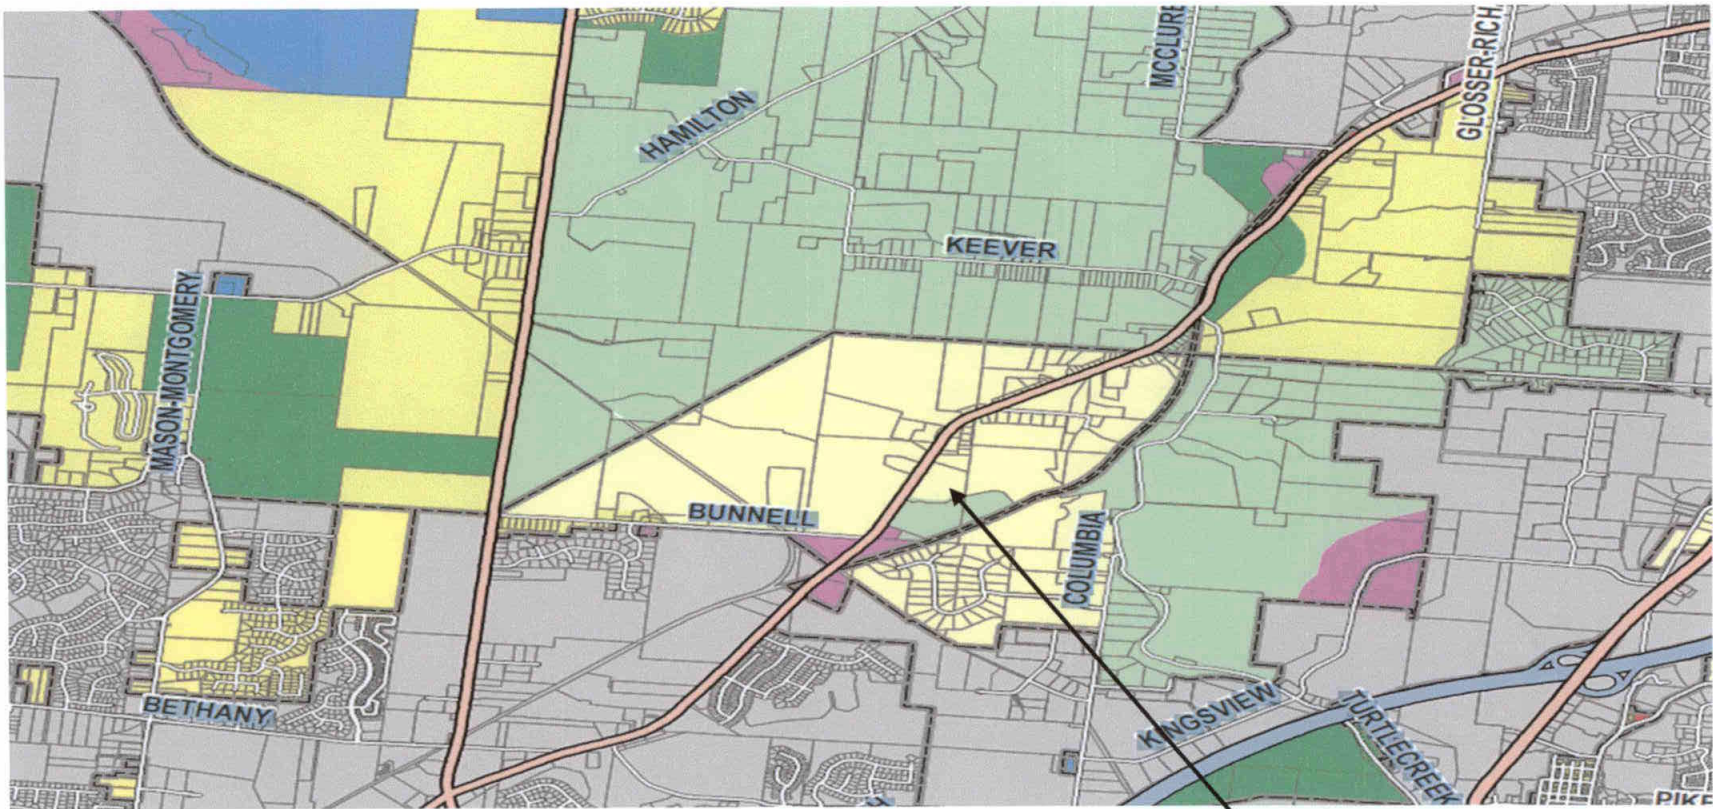 MCCLURE
GLOSSER-RICH
HAMILTON
KEEVER
MASON-MONTGOMERY
BUNNELL
COLUMBIA
BETHANY
KINGSVIEW
TURTLECREEK
PIKE